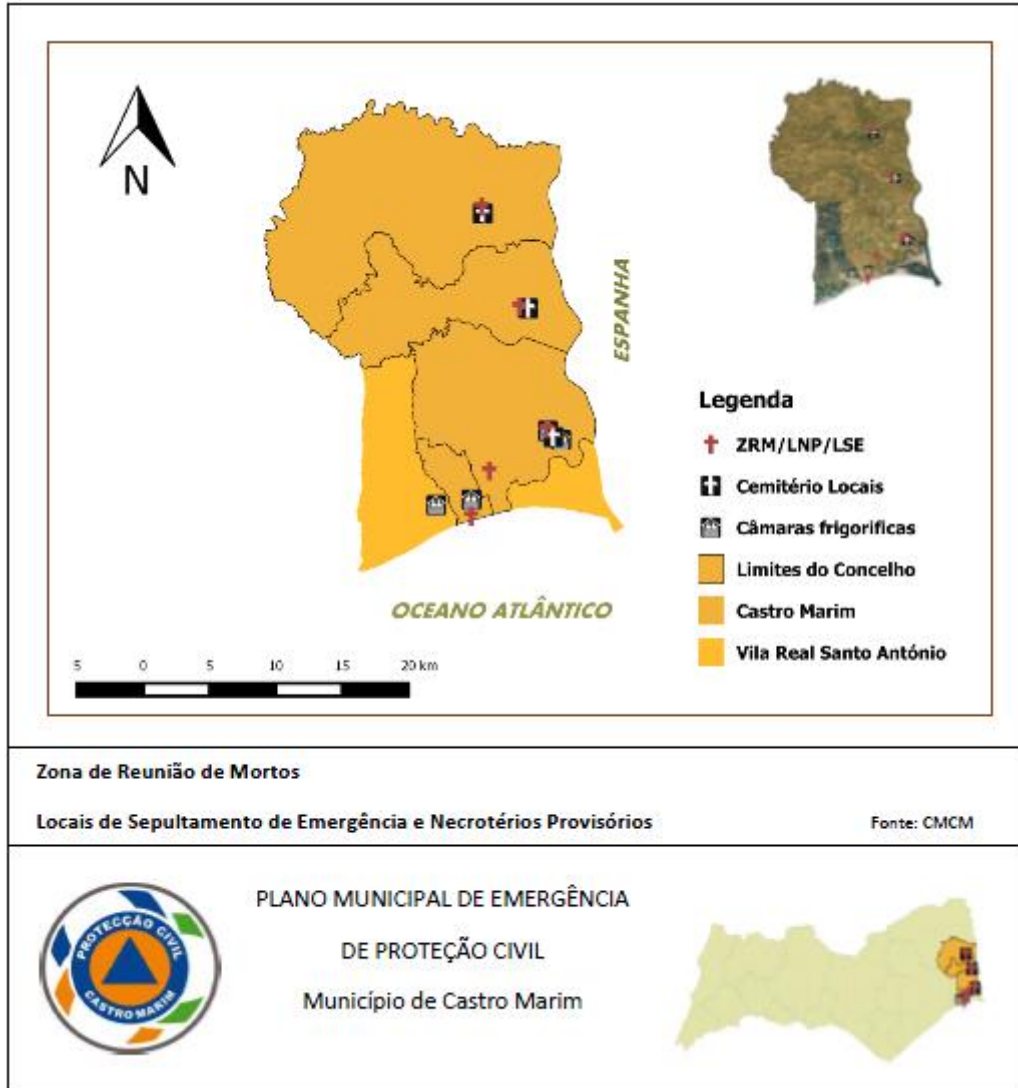 N
ESPANHA
OCEANO ATLÂNTICO
Legenda
ZRM/LNP/LSE
Cemitério Locais
Câmaras frigorificas
Limites do Concelho
Castro Marim
Vila Real Santo António
5 0 5 10 15 20 km
Zona de Reunião de Mortos
Locais de Sepultamento de Emergência e Necrotérios Provisórios Fonte: CMCM
PROTECÇÃO CIVIL
CASTRO MARIM
PLANO MUNICIPAL DE EMERGÊNCIA
DE PROTEÇÃO CIVIL
Município de Castro Marim